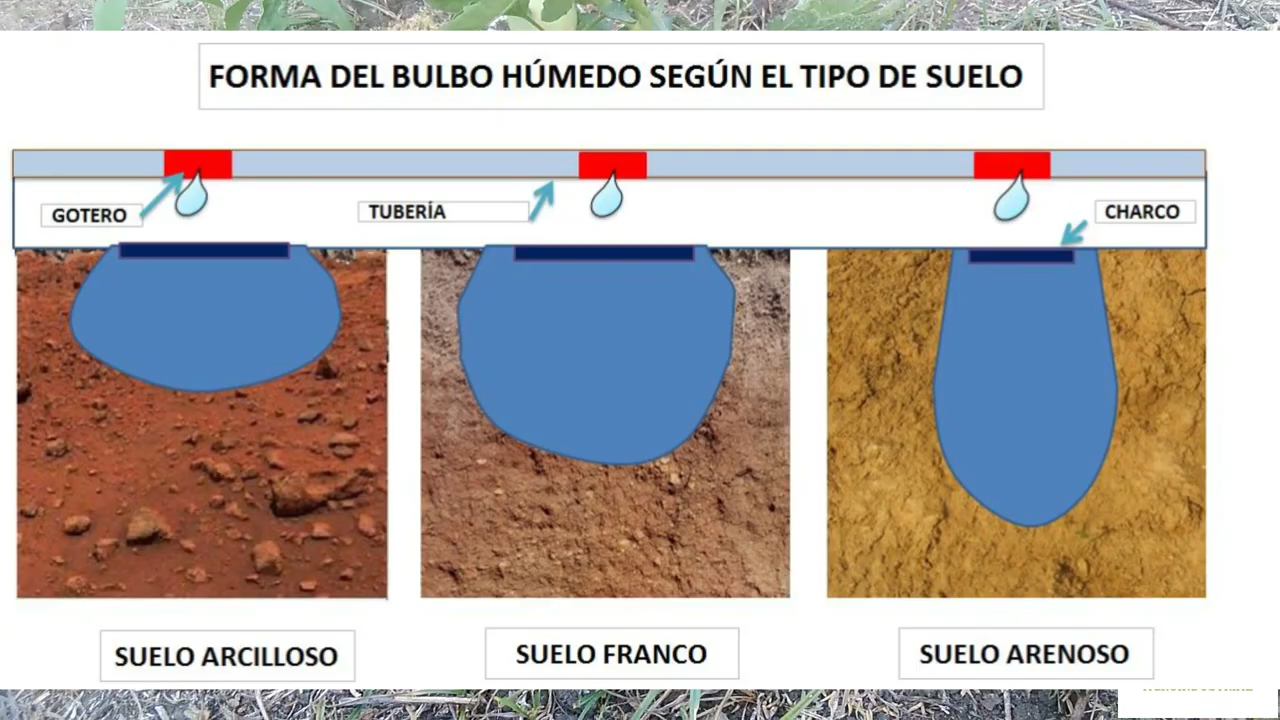 FORMA DEL BULBO HÚMEDO SEGÚN EL TIPO DE SUELO
GOTERO
TUBERÍA
CHARCO
SUELO ARCILLOSO
SUELO FRANCO
SUELO ARENOSO